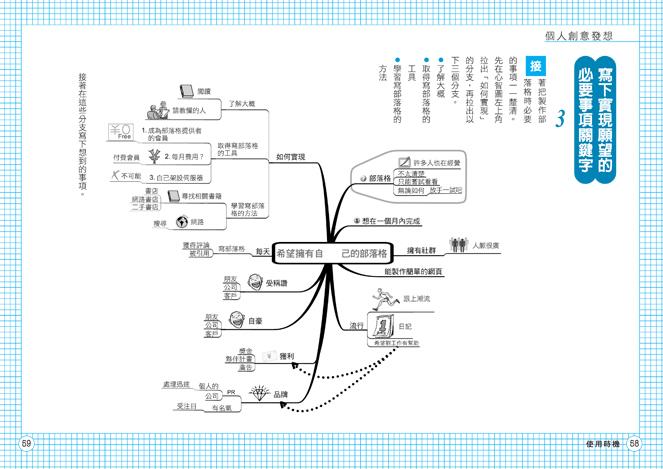 個人創意發想
3
寫下實現願望的
必要事項關鍵字
接
著把製作部
落格時必要
的事項一一釐清。
先在心智圖左上角
拉出「如何實現」
的分支,再拉出以
下三個分支。
●了解大概
●取得寫部落格的
工具
●學習寫部落格的
方法
接著在這些分支寫下想到的事項。
希望擁有自 己的部落格
如何實現
了解大概
閱讀
請教懂的人
取得寫部落格
的工具
1.成為部落格提供者
的會員
¥0
Free
2.每月費用?
付費會員
3.自己架設伺服器
不可能
學習寫部落
格的方法
尋找相關書籍
書店
網路書店
二手書店
網路
搜尋
每天
寫部落格
獲得評論
被引用
受稱讚
朋友
公司
客戶
自豪
朋友
公司
客戶
獲利
獎金
夥伴計畫
廣告
品牌
PR
個人的
處理迅速
公司
有名氣
受注目
部落格
許多人也在經營
不太清楚
只能嘗試看看
無論如何
放手一試吧
想在一個月內完成
擁有社群
人脈很廣
能製作簡單的網頁
流行
跟上潮流
日記
1
希望對工作有幫助
59
使用時機
58